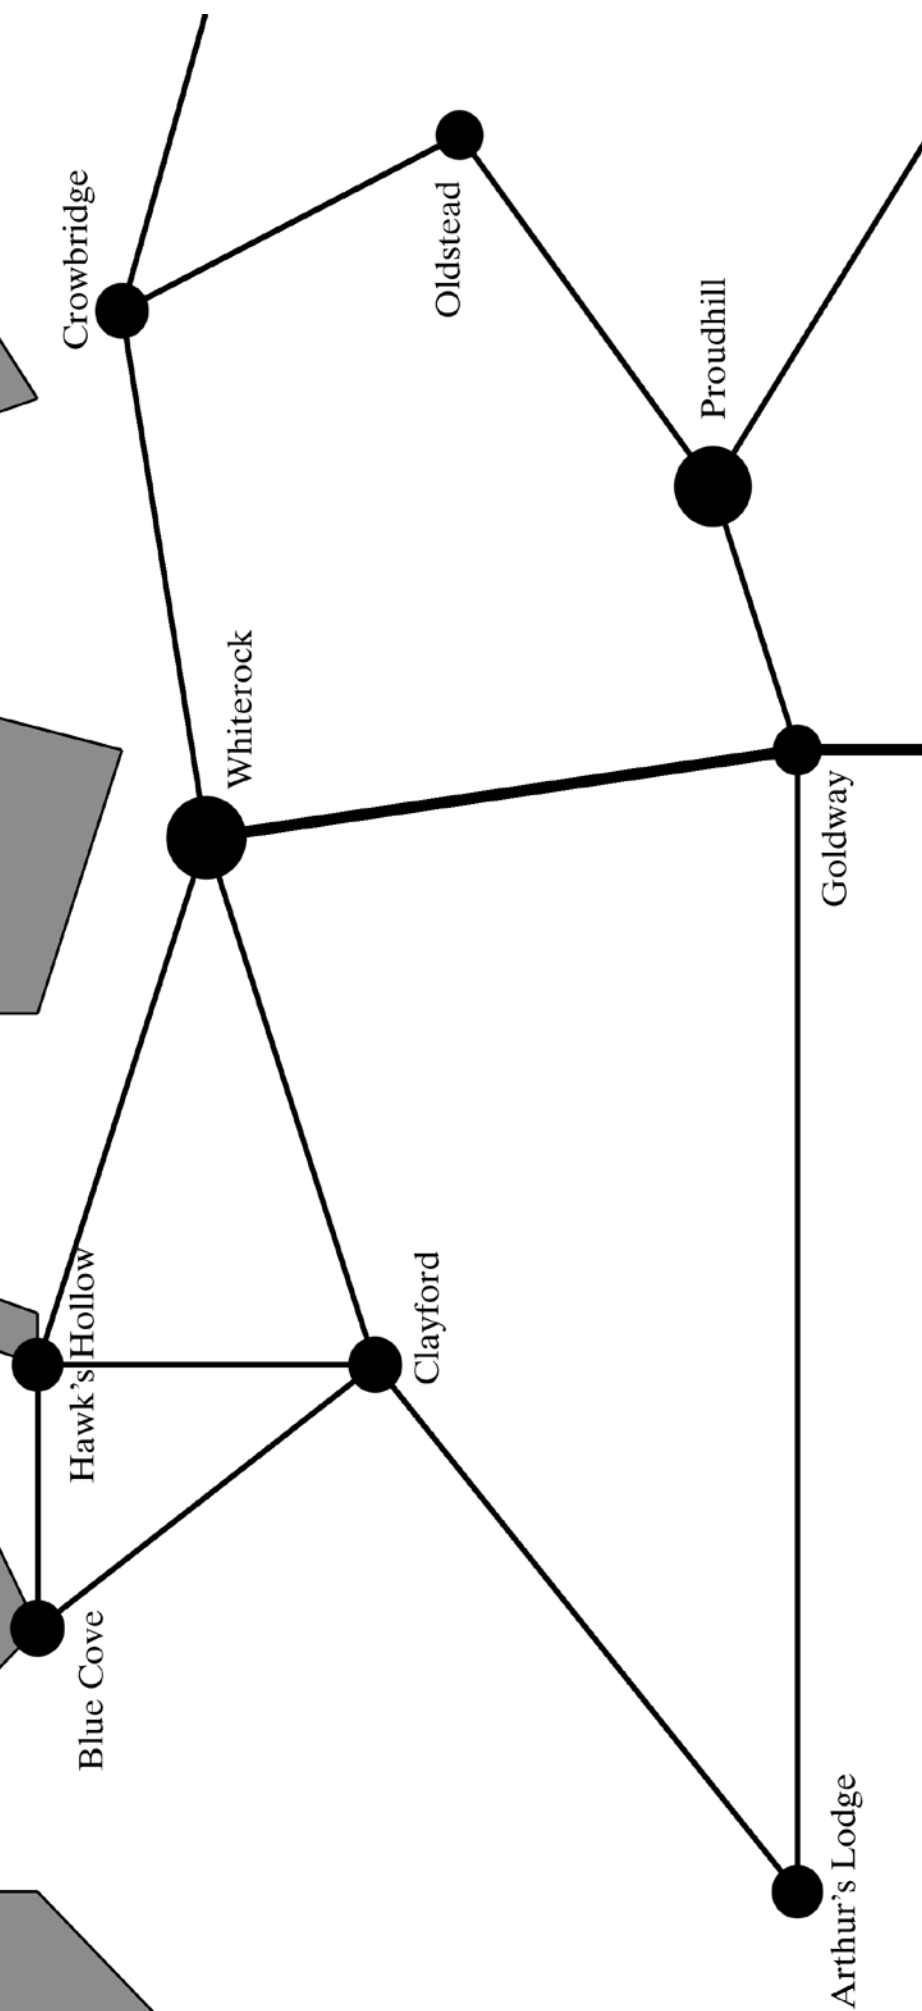 Crowbridge
Oldstead
Proudhill
Whiterock
Goldway
Hawk's Hollow
Clayford
Blue Cove
Arthur's Lodge